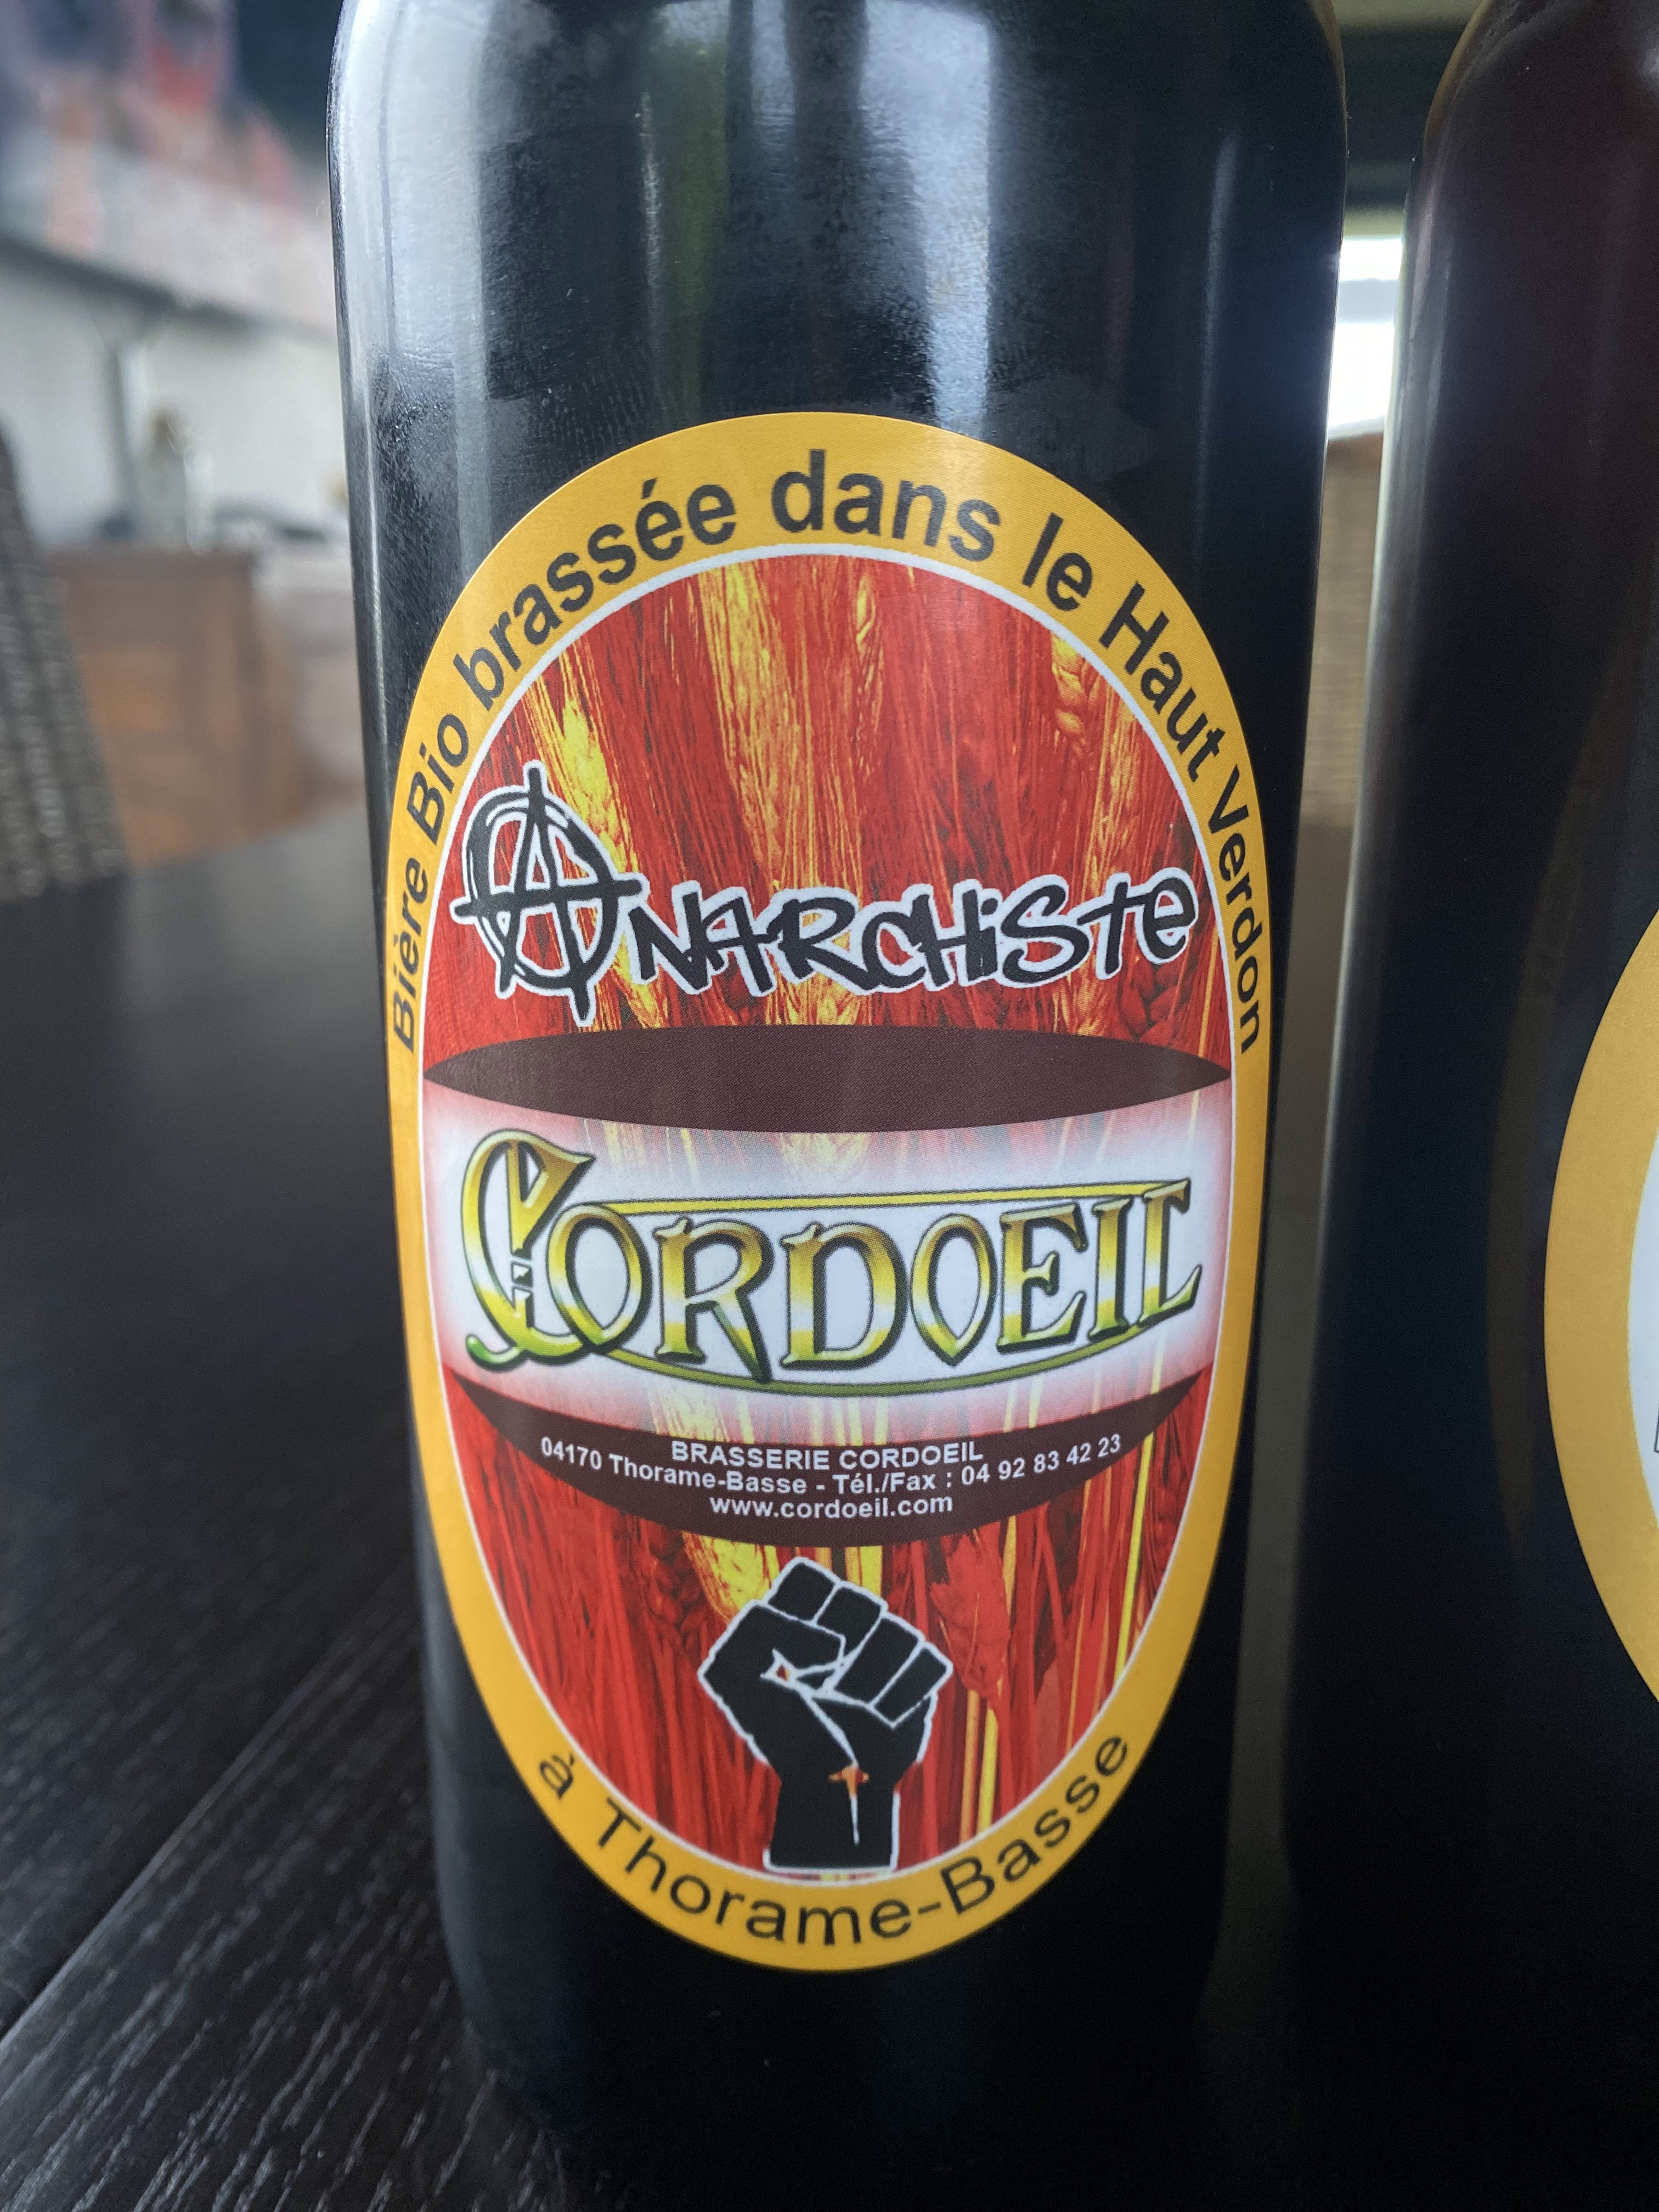 Bière Bio brassée dans le Haut Verdon
Anarchiste
CORDOEIL
BRASSERIE CORDOEIL
04170 Thorame-Basse - Tél./Fax : 04 92 83 42 23
www.cordoeil.com
à Thorame-Basse